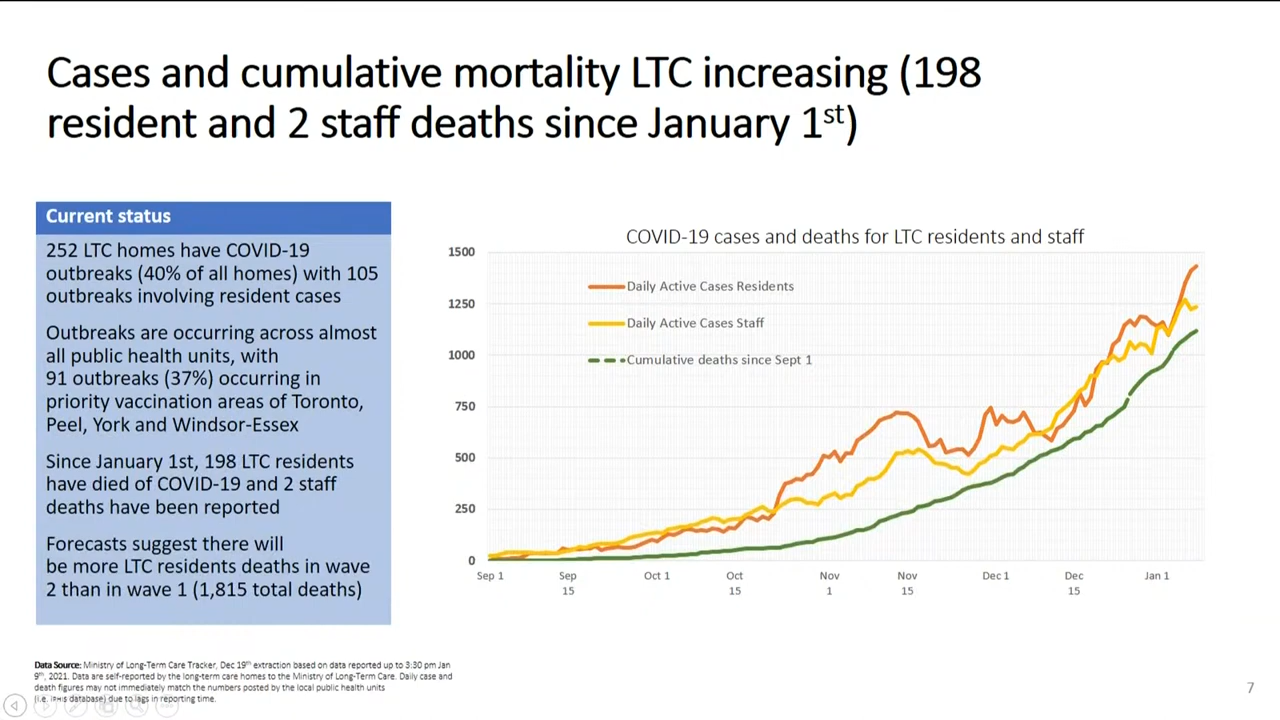 Cases and cumulative mortality LTC increasing (198
resident and 2 staff deaths since January 1st)
Current status
252 LTC homes have COVID-19
outbreaks (40% of all homes) with 105
outbreaks involving resident cases
Outbreaks are occurring across almost
all public health units, with
91 outbreaks (37%) occurring in
priority vaccination areas of Toronto,
Peel, York and Windsor-Essex
Since January 1st, 198 LTC residents
have died of COVID-19 and 2 staff
deaths have been reported
Forecasts suggest there will
be more LTC residents deaths in wave
2 than in wave 1 (1,815 total deaths)
COVID-19 cases and deaths for LTC residents and staff
1500
1250
1000
750
500
250
0
Daily Active Cases Residents
Daily Active Cases Staff
Cumulative deaths since Sept 1
Sep 1
Sep
15
Oct 1
Oct
15
Nov
1
Nov
15
Dec 1
Dec
15
Jan 1
Data Source: Ministry of Long-Term Care Tracker, Dec 19th extraction based on data reported up to 3:30 pm Jan
9th, 2021. Data are self-reported by the long-term care homes to the Ministry of Long-Term Care. Daily case and
death figures may not immediately match the numbers posted by the local public health units
(i.e. database) due to lags in reporting time.
7